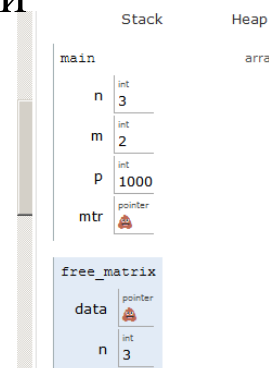 и
Stack Heap
main arra
int
n 3
int
m 2
int
p 1000
pointer
mtr
free_matrix
pointer
data
int
n 3